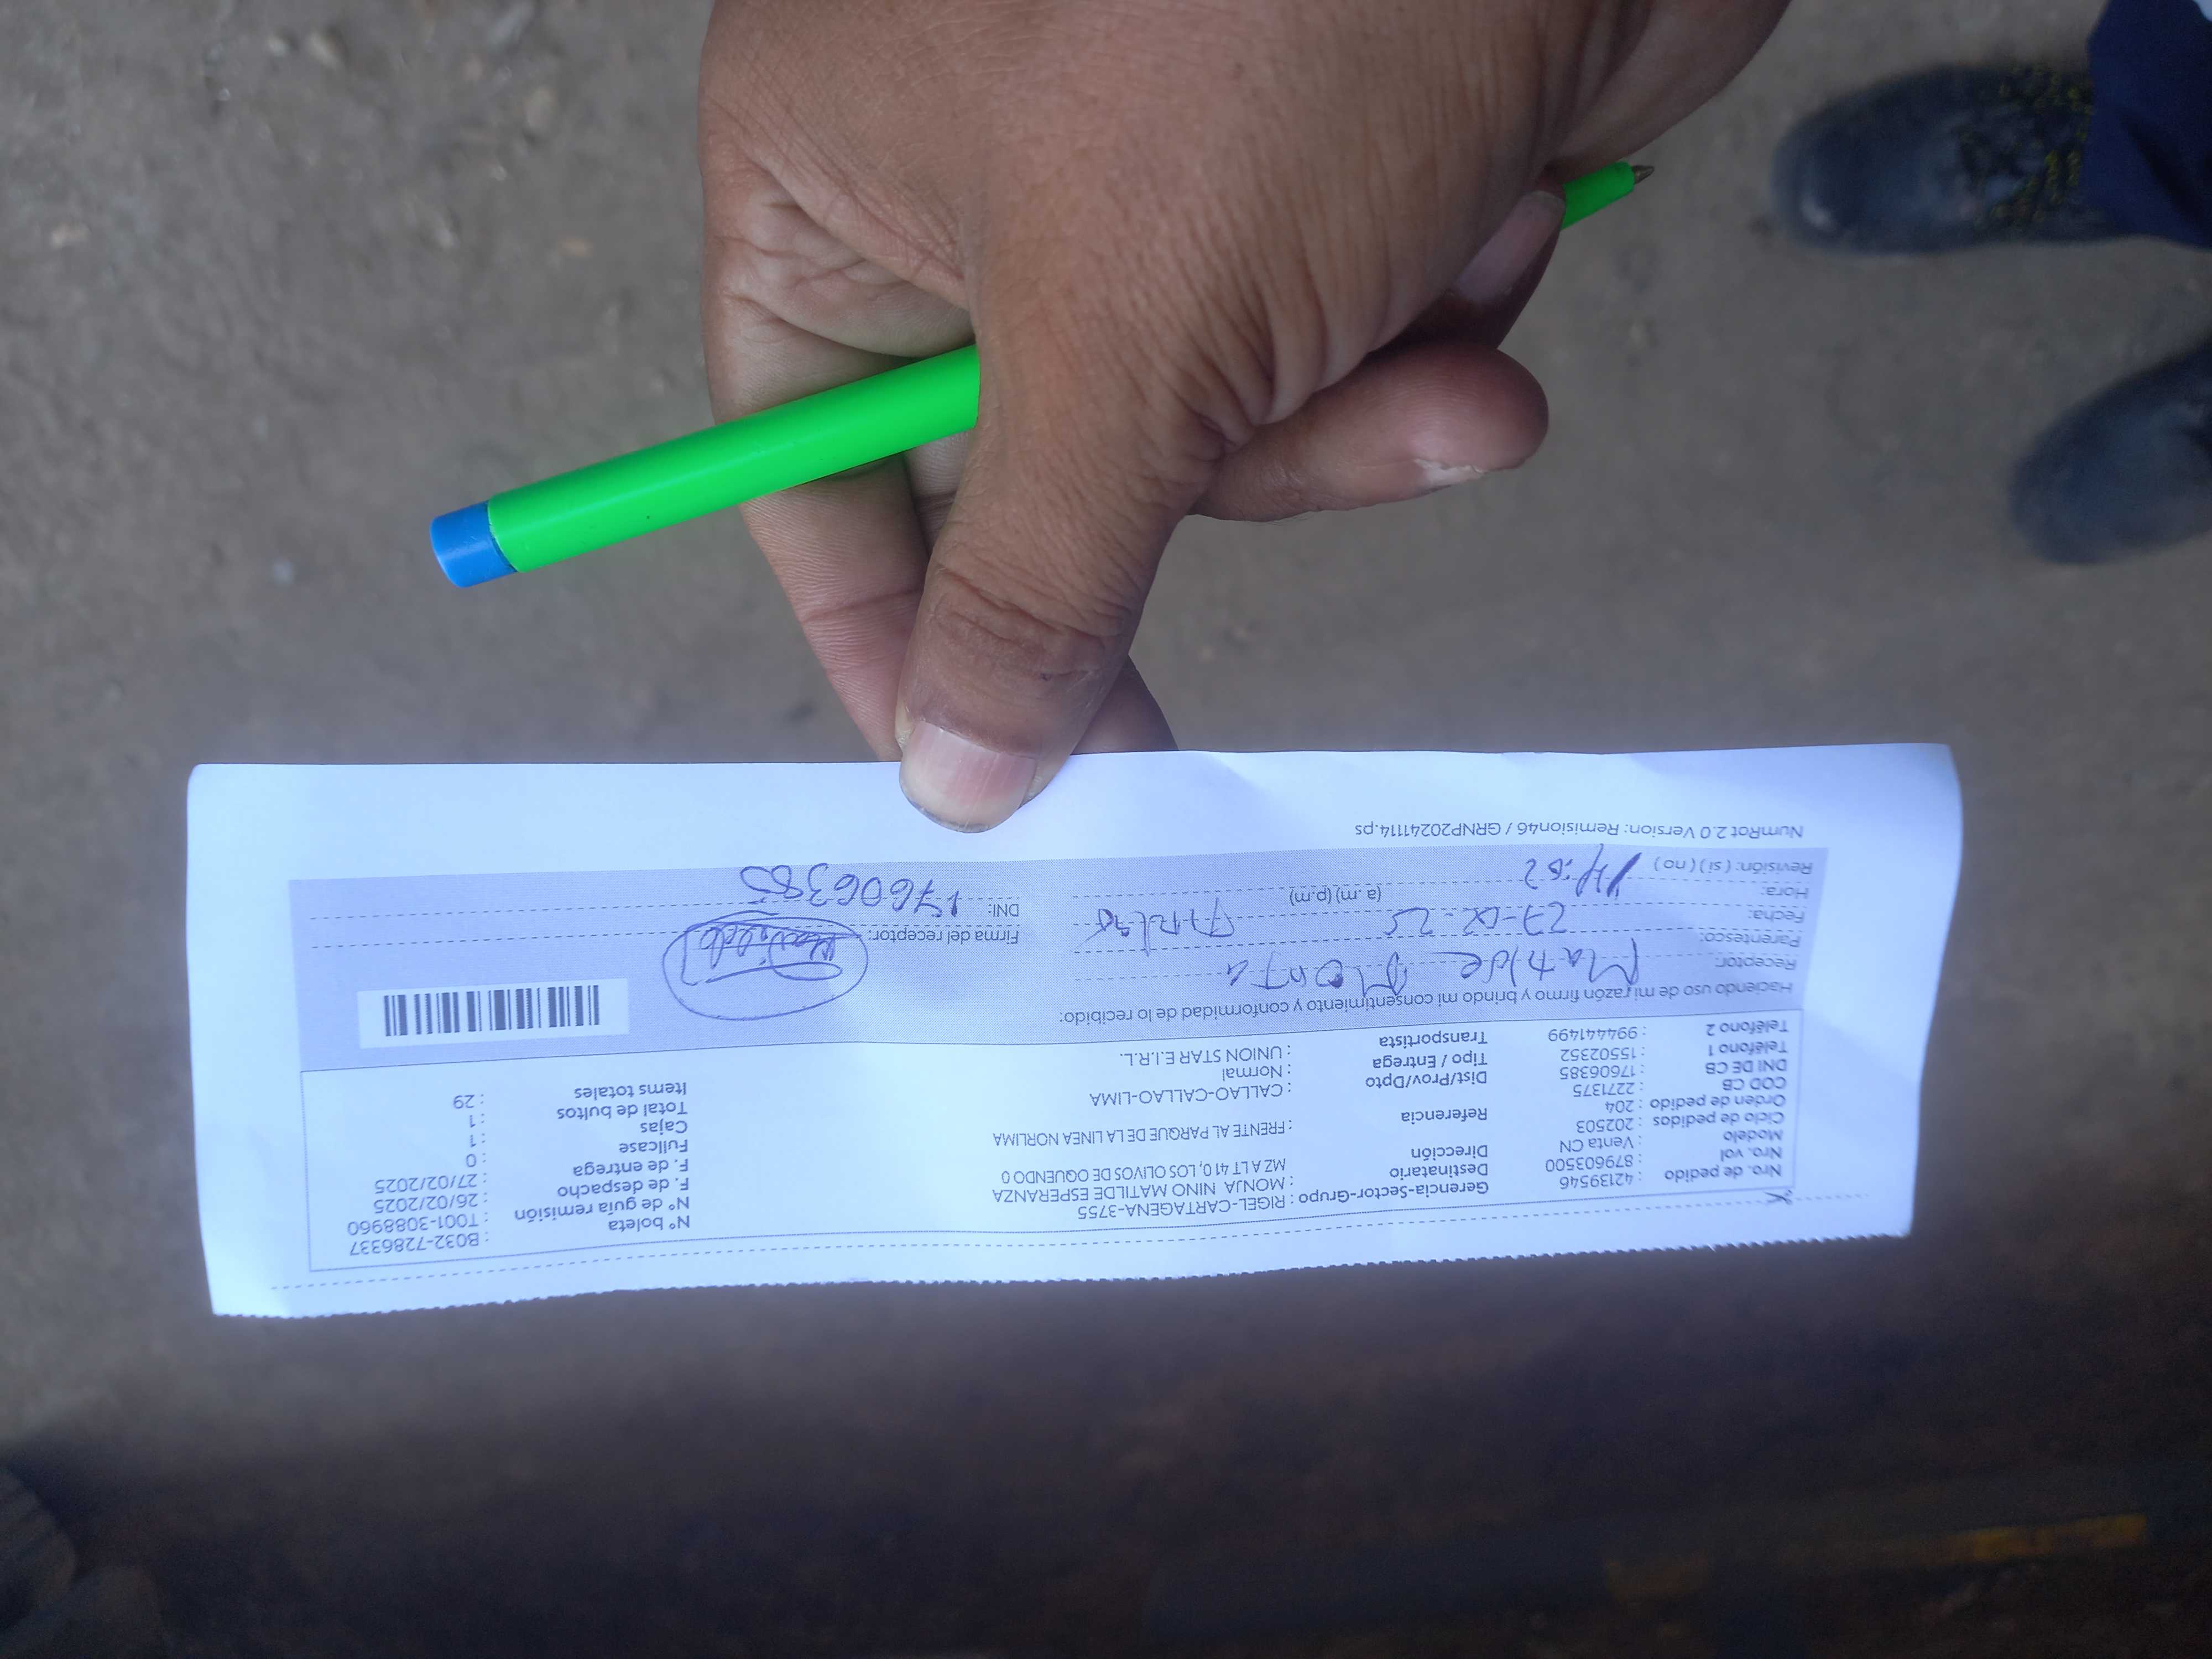 Nro. de pedido : 42139546 Gerencia-Sector-Grupo : RIGEL-CARTAGENA-3755 N° boleta : B032-7286337
Nro. vol : 879603500 Destinatario : MONJA NINO MATILDE ESPERANZA N° de guía remisión : T001-3088960
Modelo : Venta CN Dirección MZ A LT 41 0, LOS OLIVOS DE OQUENDO 0 F. de despacho : 26/02/2025
Ciclo de pedidos : 202503 F. de entrega : 27/02/2025
Orden de pedido : 204 Referencia : FRENTE AL PARQUE DE LA LINEA NORLIMA Fullcase : 0
COD CB : 2271375 Cajas : 1
DNI DE CB : 17606385 Dist/Prov/Dpto : CALLAO-CALLAO-LIMA Total de bultos : 1
Teléfono 1 : 15502352 Tipo / Entrega : Normal Items totales : 29
Teléfono 2 : 994441499 Transportista : UNION STAR E.I.R.L.
Haciendo uso de mi razón firmo y brindo mi consentimiento y conformidad de lo recibido:
Receptor: Matilde Monja
Parentesco: Firma del receptor:
Fecha: 27-02-25
Hora: (a.m) (p.m) DNI: 17606385
Revisión: ( si ) ( no )
NumRot 2.0 Version: Remision46 / GRNP20241114.ps